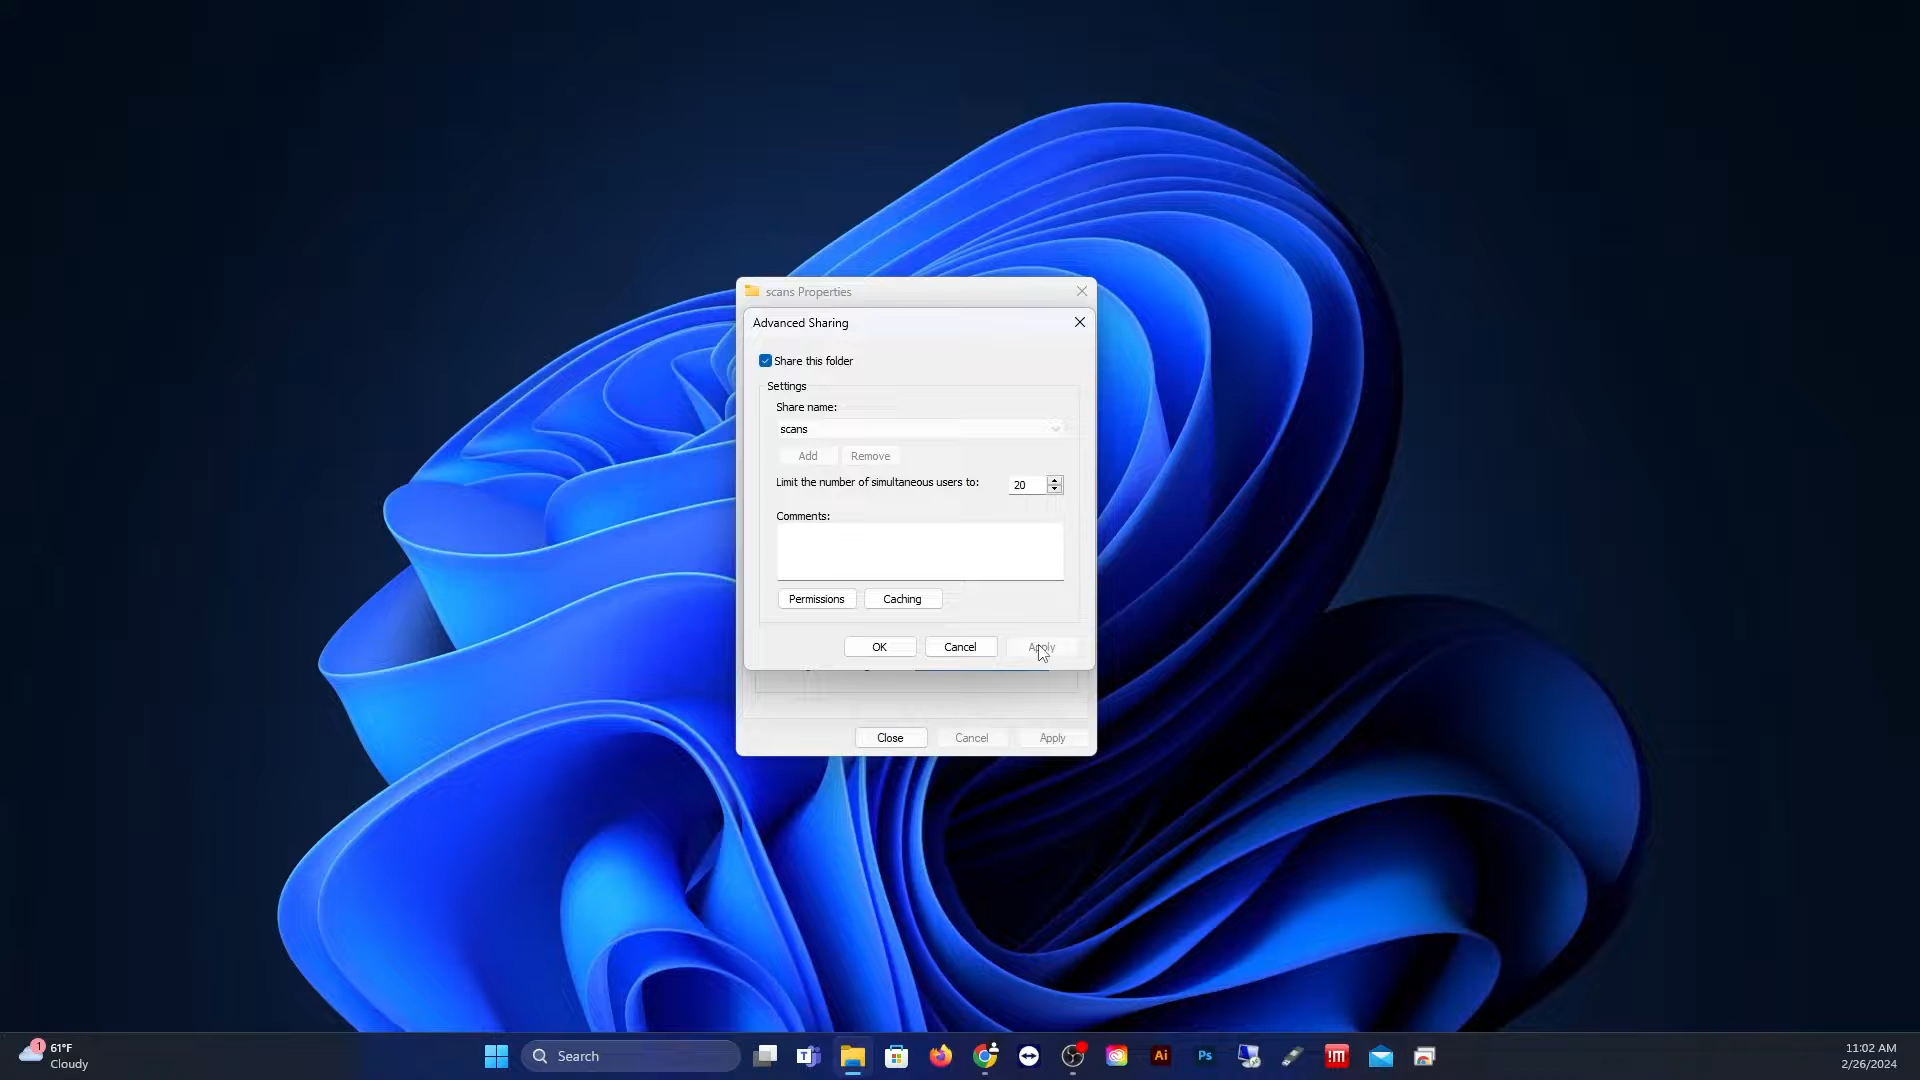 scans Properties
Advanced Sharing
Share this folder
Settings
Share name:
scans
Add Remove
Limit the number of simultaneous users to: 20
Comments:
Permissions Caching
OK Cancel Apply
Close Cancel Apply
1 61°F
Cloudy
Search
T
Ai
Ps
!M
11:02 AM
2/26/2024